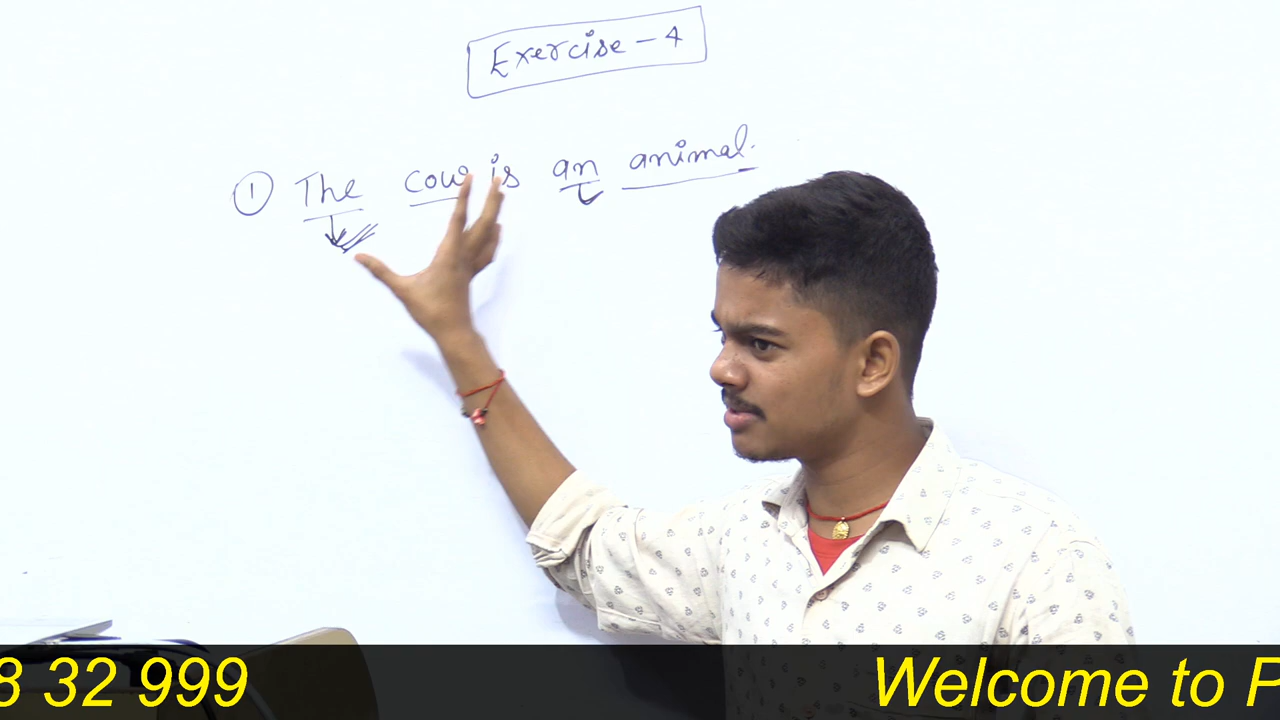 Exercise - 4
① The cow is an animal.
8 32 999 Welcome to P